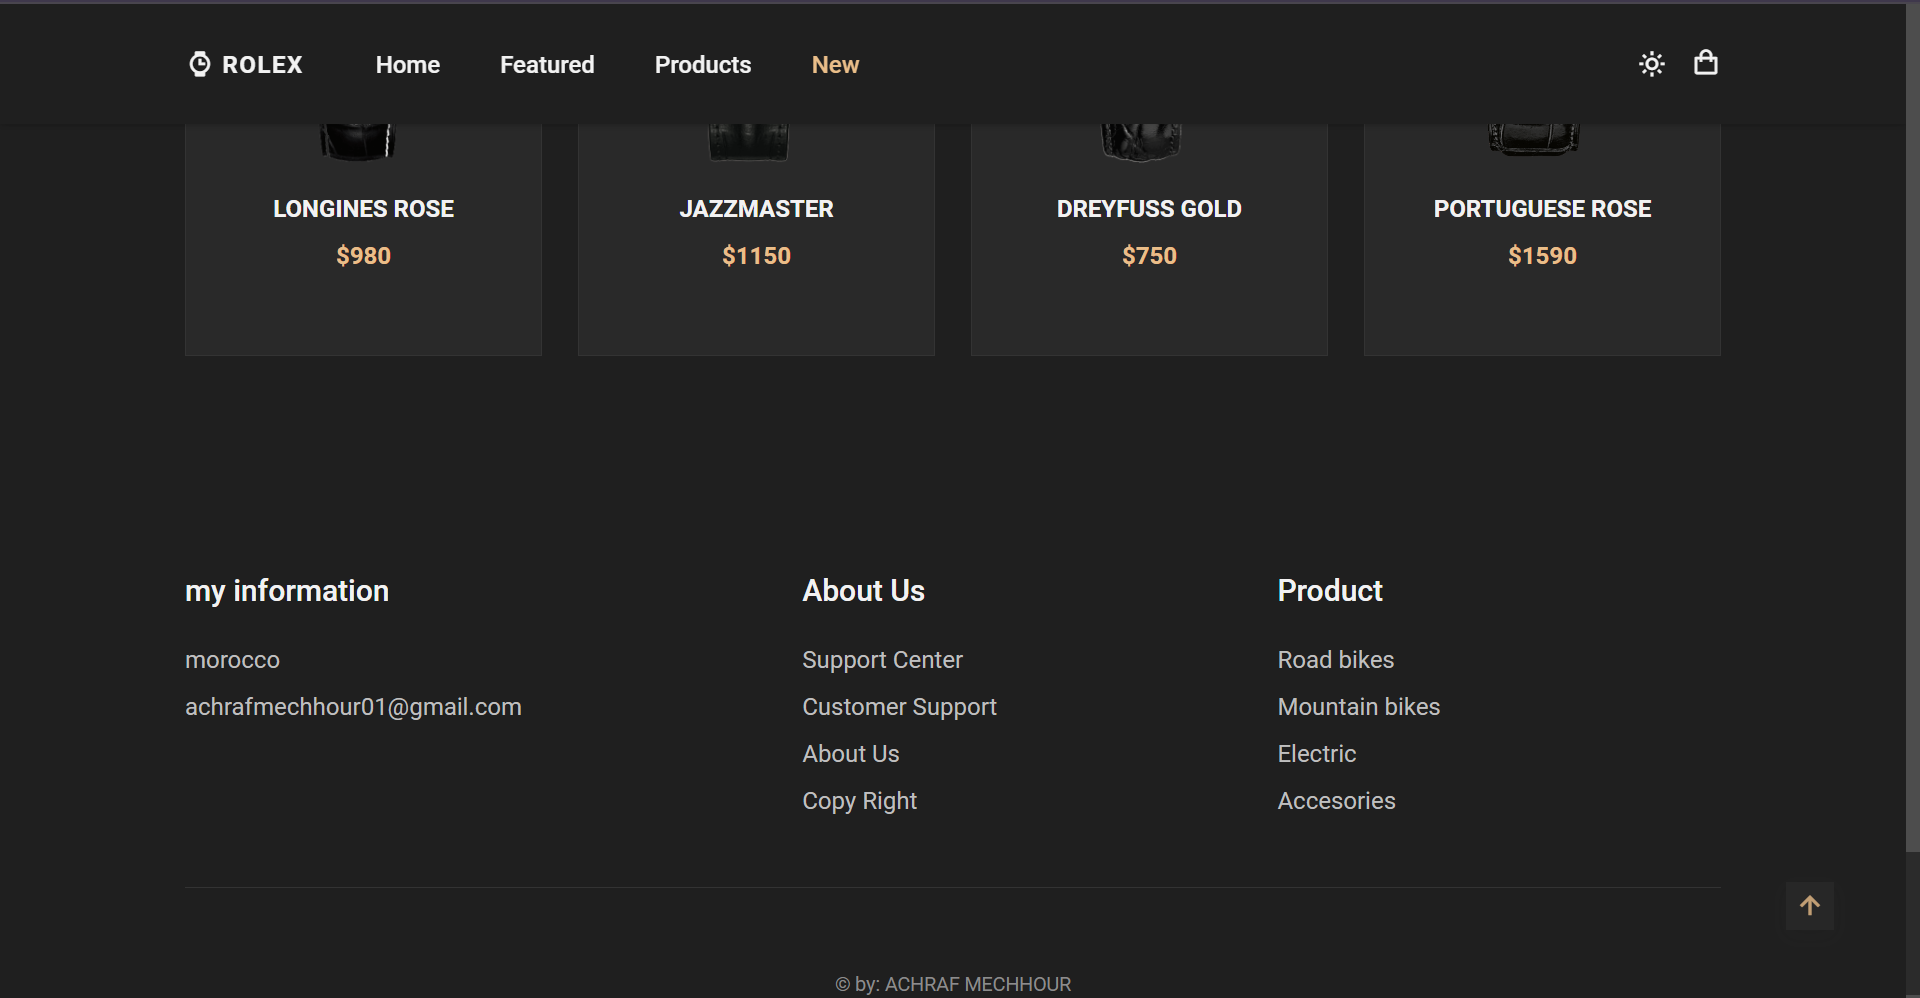 ROLEX Home Featured Products New
LONGINES ROSE JAZZMASTER DREYFUSS GOLD PORTUGUESE ROSE
$980 $1150 $750 $1590
my information About Us Product
morocco Support Center Road bikes
achrafmechhour01@gmail.com Customer Support Mountain bikes
About Us Electric
Copy Right Accesories
© by: ACHRAF MECHHOUR